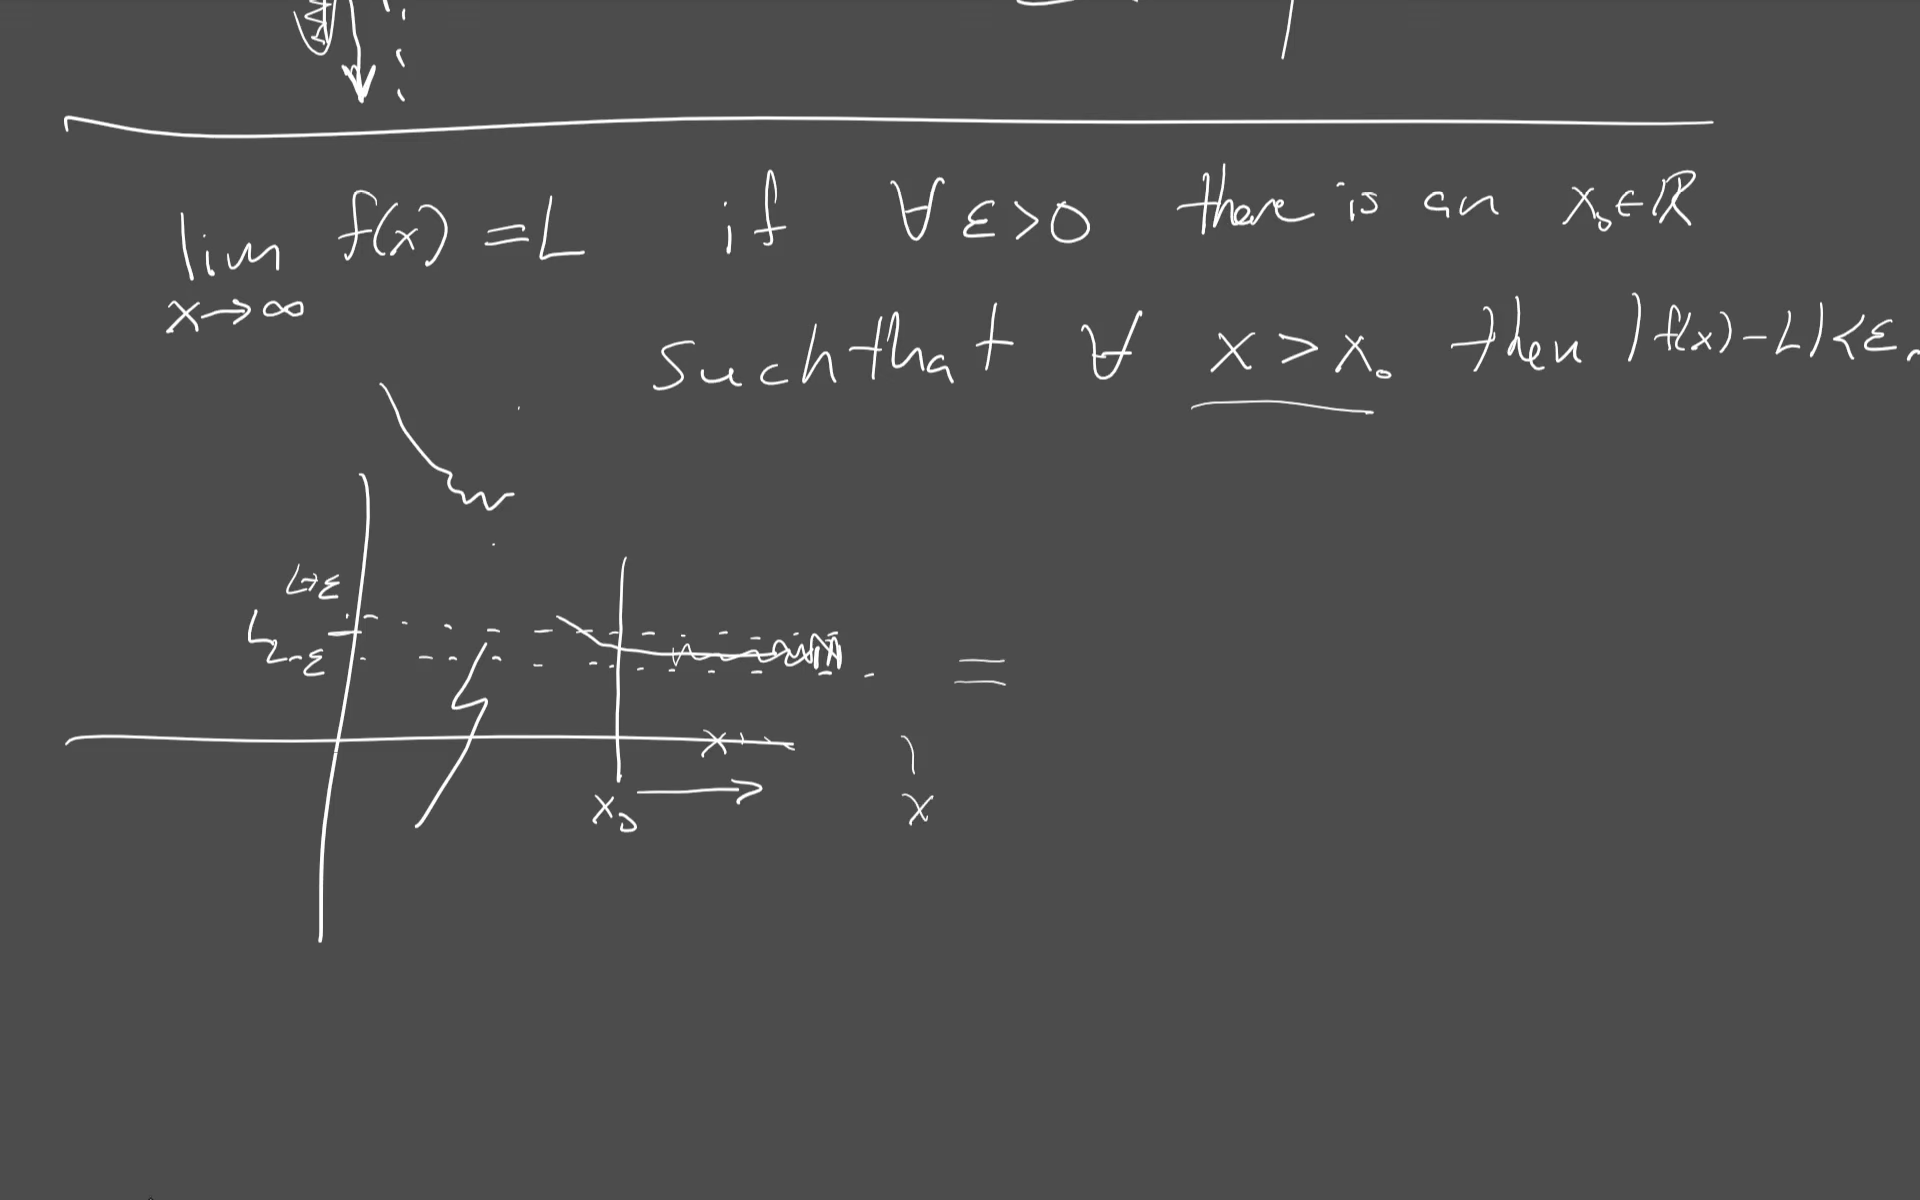 lim f(x) = L if ∀ ε > 0 there is an x₀ ∈ ℝ
x → ∞
such that ∀ x > x₀ then |f(x) - L| < ε.
L+ε
L
L-ε
=
x
x₀
x